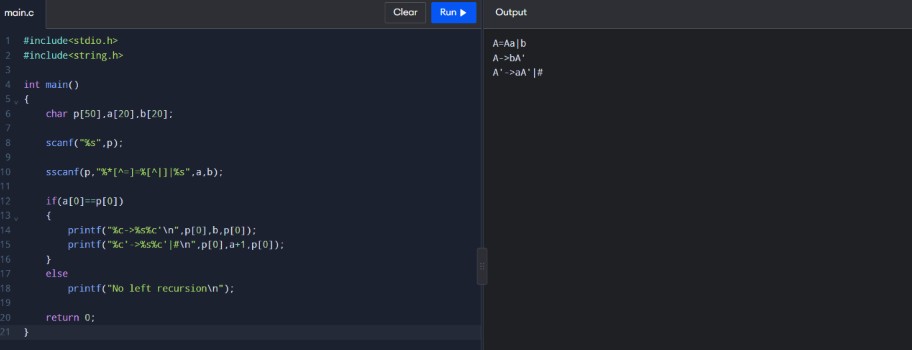 main.c Clear Run Output
1 #include<stdio.h>
2 #include<string.h>
3
4 int main()
5 {
6 char p[50],a[20],b[20];
7
8 scanf("%s",p);
9
10 sscanf(p,"%*[^=]=%[^|]|%s",a,b);
11
12 if(a[0]==p[0])
13 {
14 printf("%c->%s%c'\n",p[0],b,p[0]);
15 printf("%c'->%s%c'|#\n",p[0],a+1,p[0]);
16 }
17 else
18 printf("No left recursion\n");
19
20 return 0;
21 }
A=Aa|b
A->bA'
A'->aA'|#